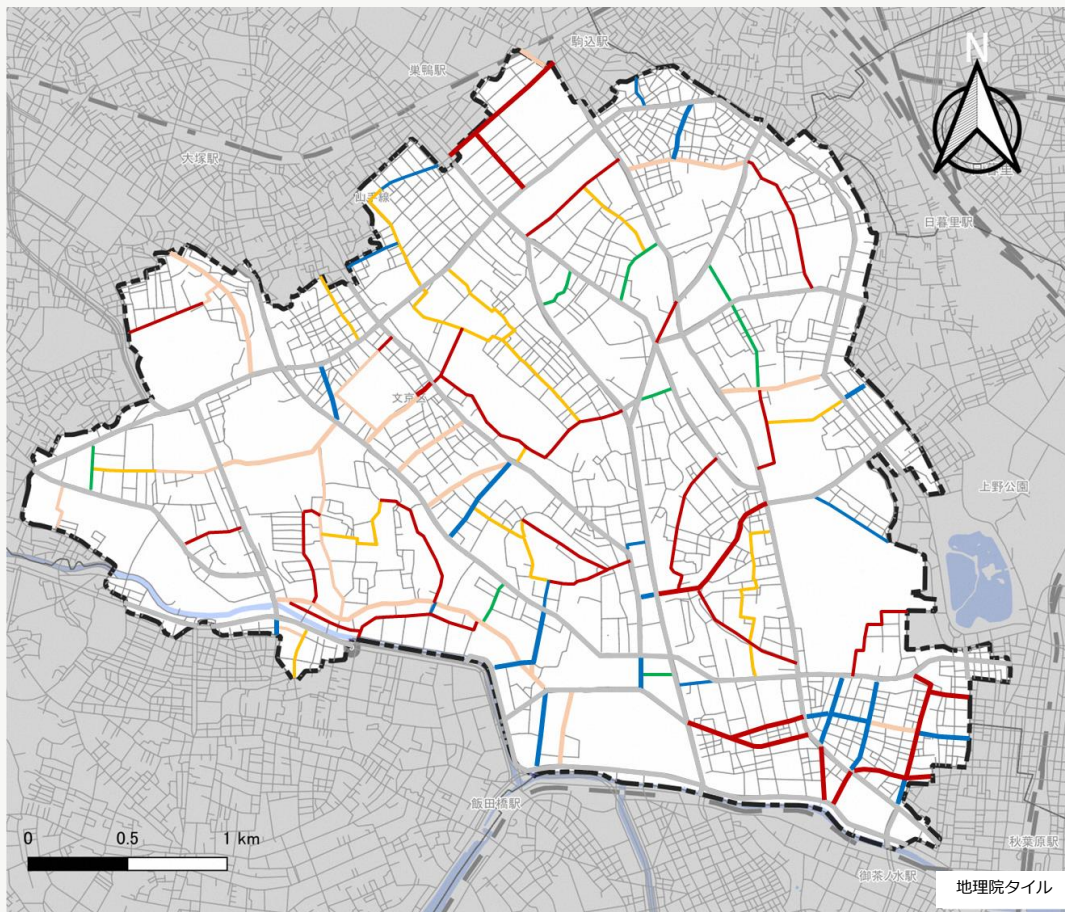 駒込駅
巣鴨駅
N
大塚駅
山手線
日暮里駅
文京区
上野公園
飯田橋駅
0 0.5 1 km
秋葉原駅
御茶ノ水駅
地理院タイル